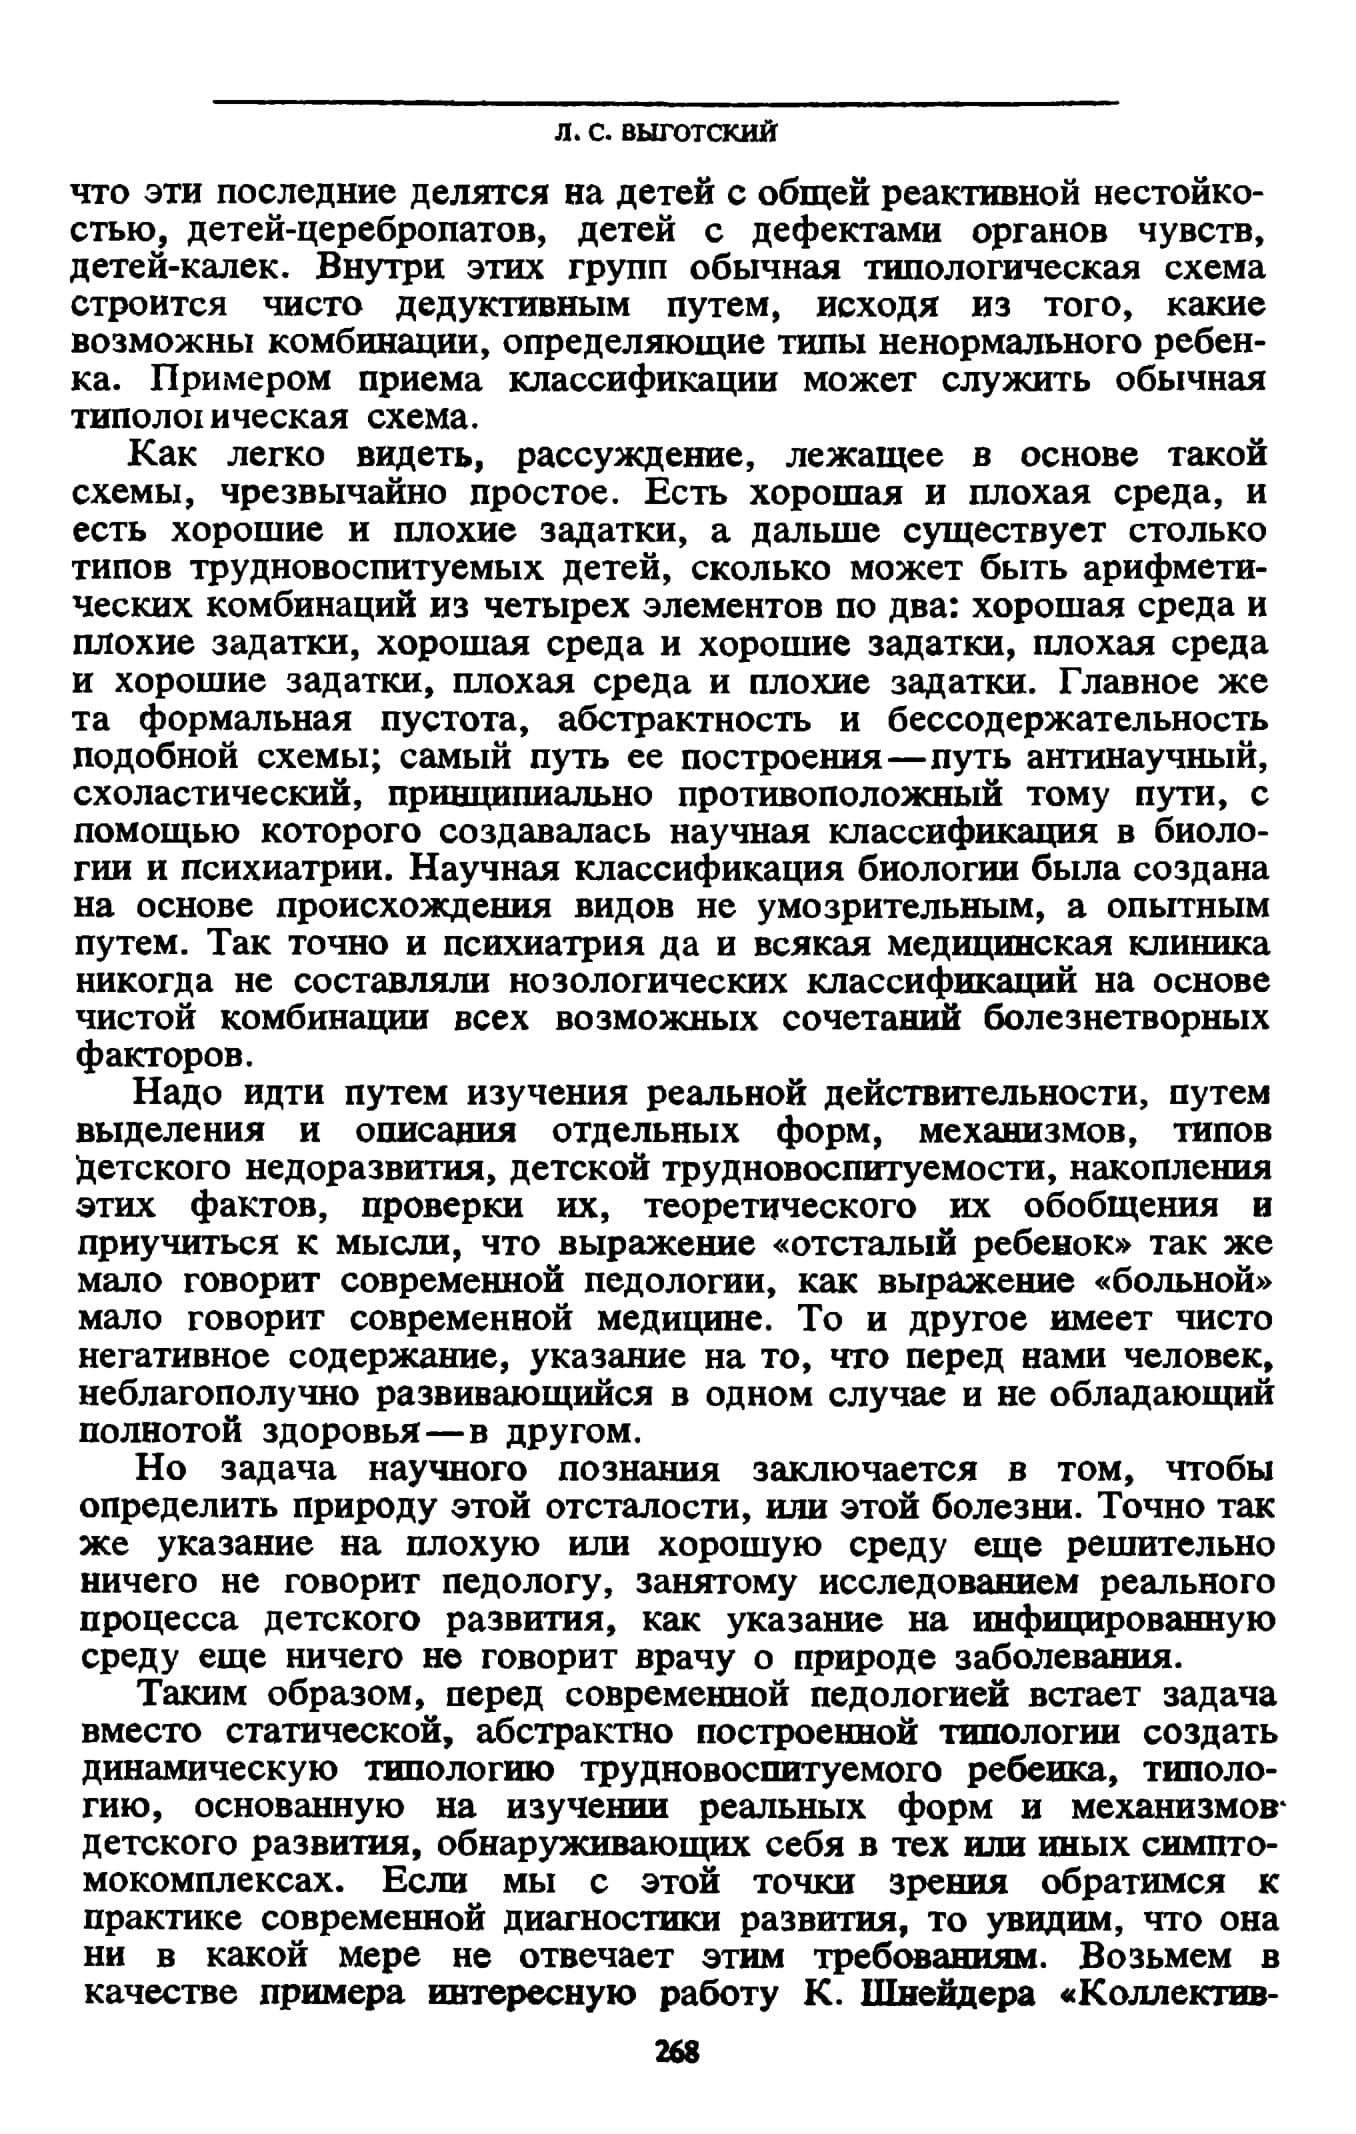 Л. С. ВЫГОТСКИЙ
что эти последние делятся на детей с общей реактивной нестойко-
стью, детей-церебропатов, детей с дефектами органов чувств,
детей-калек. Внутри этих групп обычная типологическая схема
строится чисто дедуктивным путем, исходя из того, какие
возможны комбинации, определяющие типы ненормального ребен-
ка. Примером приема классификации может служить обычная
типологическая схема.
Как легко видеть, рассуждение, лежащее в основе такой
схемы, чрезвычайно простое. Есть хорошая и плохая среда, и
есть хорошие и плохие задатки, а дальше существует столько
типов трудновоспитуемых детей, сколько может быть арифмети-
ческих комбинаций из четырех элементов по два: хорошая среда и
плохие задатки, хорошая среда и хорошие задатки, плохая среда
и хорошие задатки, плохая среда и плохие задатки. Главное же
та формальная пустота, абстрактность и бессодержательность
подобной схемы; самый путь ее построения—путь антинаучный,
схоластический, принципиально противоположный тому пути, с
помощью которого создавалась научная классификация в биоло-
гии и психиатрии. Научная классификация биологии была создана
на основе происхождения видов не умозрительным, а опытным
путем. Так точно и психиатрия да и всякая медицинская клиника
никогда не составляли нозологических классификаций на основе
чистой комбинации всех возможных сочетаний болезнетворных
факторов.
Надо идти путем изучения реальной действительности, путем
выделения и описания отдельных форм, механизмов, типов
детского недоразвития, детской трудновоспитуемости, накопления
этих фактов, проверки их, теоретического их обобщения и
приучиться к мысли, что выражение «отсталый ребенок» так же
мало говорит современной педологии, как выражение «больной»
мало говорит современной медицине. То и другое имеет чисто
негативное содержание, указание на то, что перед нами человек,
неблагополучно развивающийся в одном случае и не обладающий
полнотой здоровья—в другом.
Но задача научного познания заключается в том, чтобы
определить природу этой отсталости, или этой болезни. Точно так
же указание на плохую или хорошую среду еще решительно
ничего не говорит педологу, занятому исследованием реального
процесса детского развития, как указание на инфицированную
среду еще ничего не говорит врачу о природе заболевания.
Таким образом, перед современной педологией встает задача
вместо статической, абстрактно построенной типологии создать
динамическую типологию трудновоспитуемого ребенка, типоло-
гию, основанную на изучении реальных форм и механизмов
детского развития, обнаруживающих себя в тех или иных симпто-
мокомплексах. Если мы с этой точки зрения обратимся к
практике современной диагностики развития, то увидим, что она
ни в какой мере не отвечает этим требованиям. Возьмем в
качестве примера интересную работу К. Шнейдера «Коллектив-
268